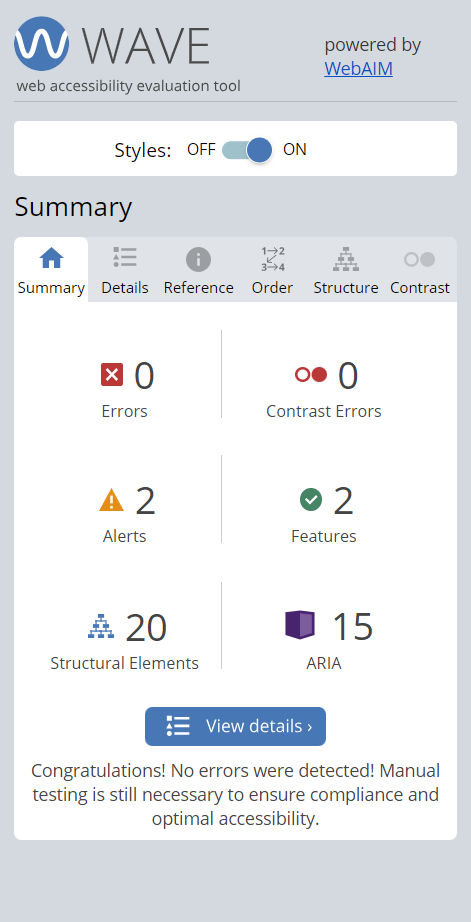 WAVE
web accessibility evaluation tool
powered by
WebAIM
Styles: OFF ON
Summary
1 2
3 4
Summary Details Reference Order Structure Contrast
0 0
Errors Contrast Errors
2 2
Alerts Features
20 15
Structural Elements ARIA
View details ›
Congratulations! No errors were detected! Manual
testing is still necessary to ensure compliance and
optimal accessibility.